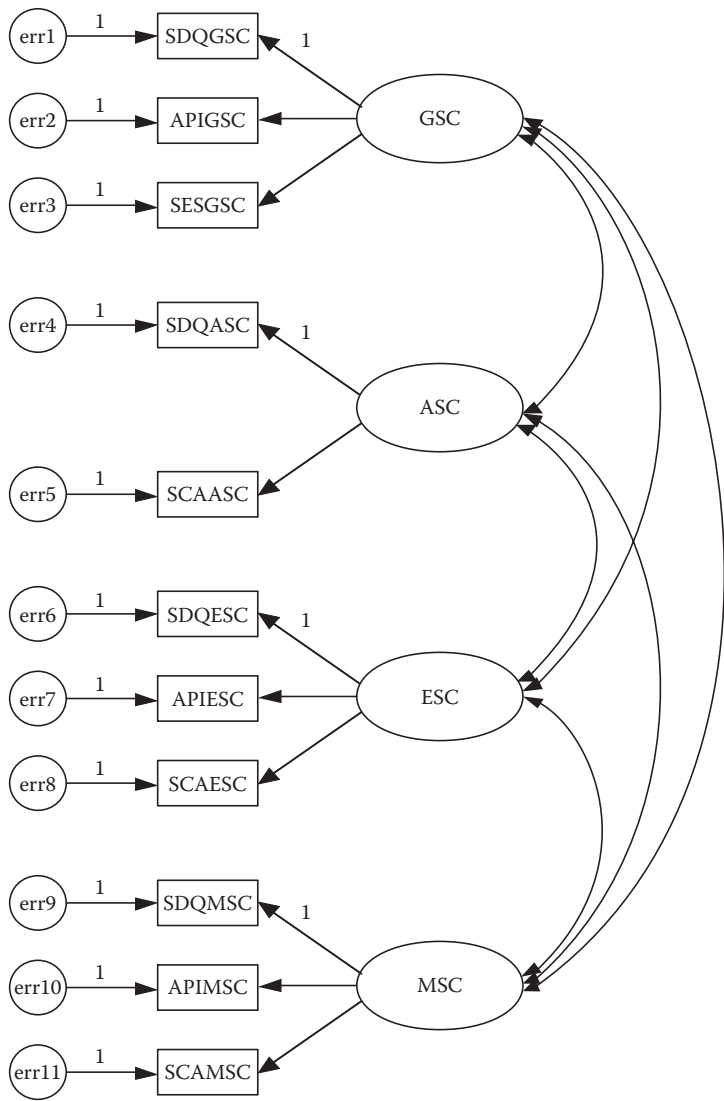 err1 1 SDQGSC 1
err2 1 APIGSC GSC
err3 1 SESGSC
err4 1 SDQASC 1
ASC
err5 1 SCAASC
err6 1 SDQESC 1
err7 1 APIESC ESC
err8 1 SCAESC
err9 1 SDQMSC 1
err10 1 APIMSC MSC
err11 1 SCAMSC